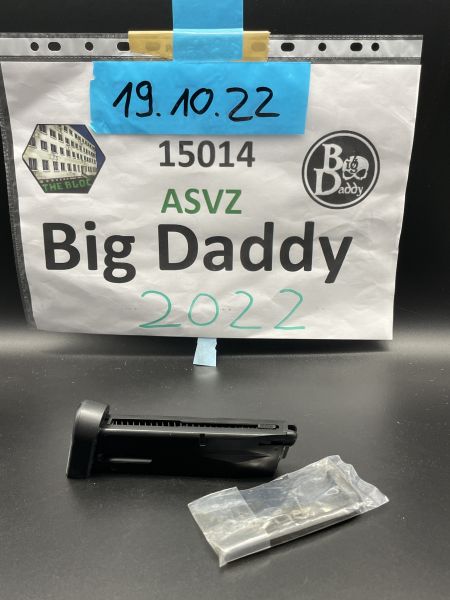 19.10.22
15014
THE BLOC
Big
Daddy
ASVZ
Big Daddy
2022